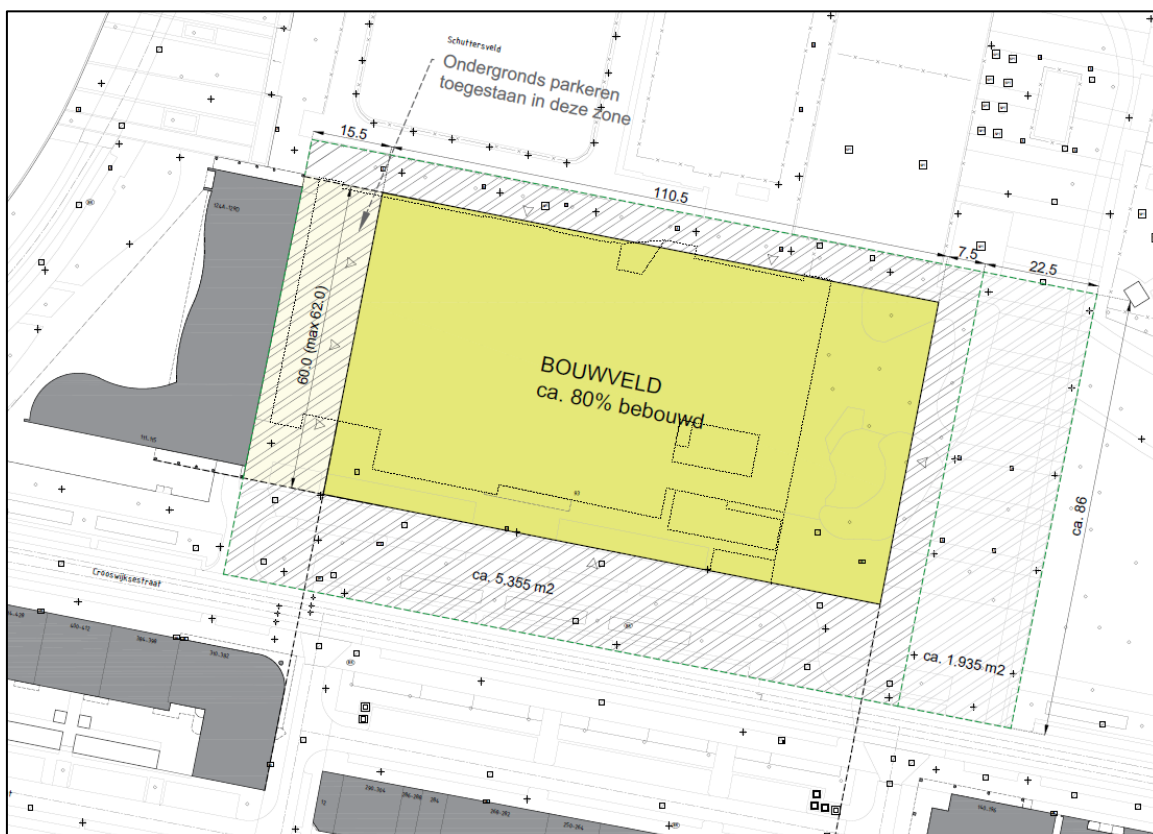 Schuttersveld
Ondergronds parkeren
toegestaan in deze zone
15.5
110.5
7.5
22.5
60.0 (max 62.0)
BOUWVELD
ca. 80% bebouwd
ca. 86
ca. 5.355 m2
ca. 1.935 m2
Crooswijksestraat